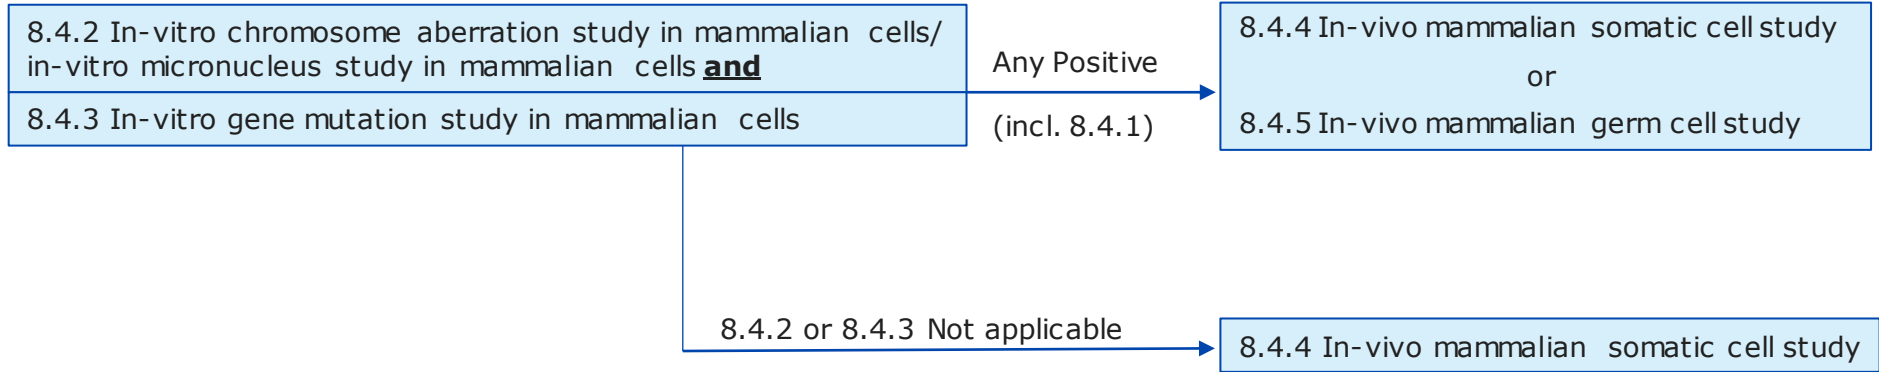 8.4.2 In-vitro chromosome aberration study in mammalian cells/
in-vitro micronucleus study in mammalian cells and
8.4.3 In-vitro gene mutation study in mammalian cells
Any Positive
(incl. 8.4.1)
8.4.4 In-vivo mammalian somatic cell study
or
8.4.5 In-vivo mammalian germ cell study
8.4.2 or 8.4.3 Not applicable
8.4.4 In-vivo mammalian somatic cell study